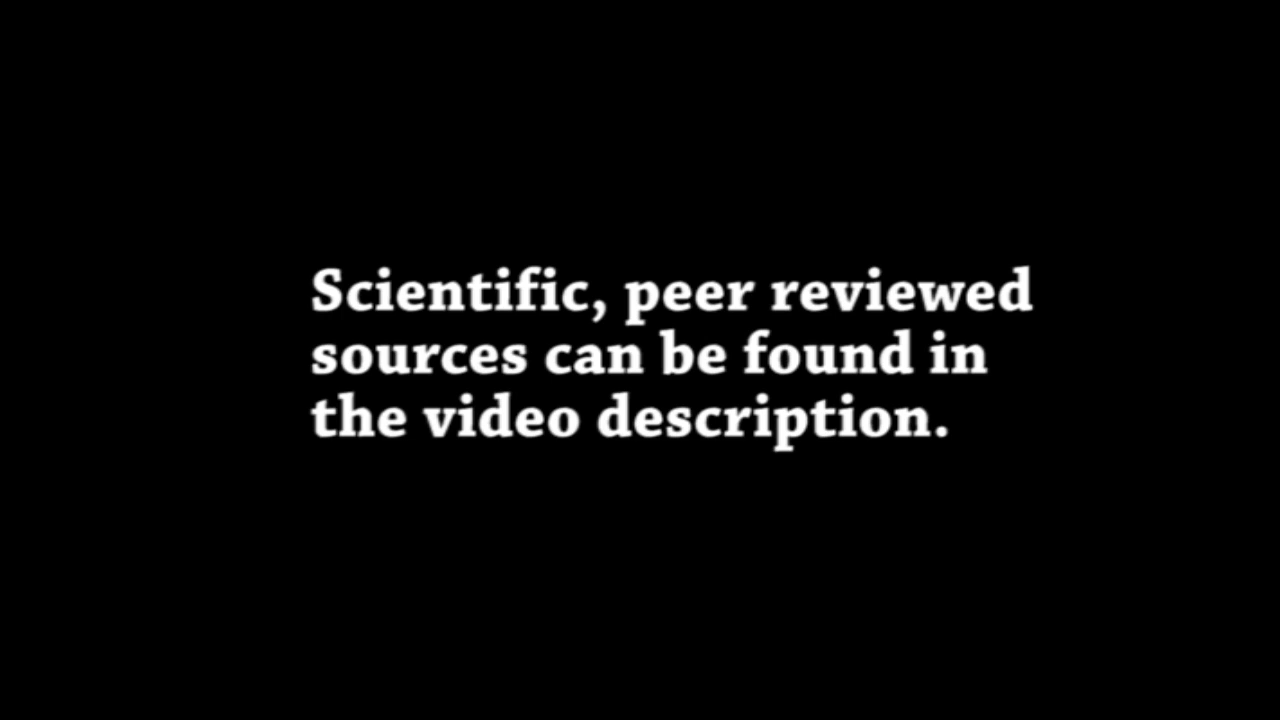 Scientific, peer reviewed
sources can be found in
the video description.